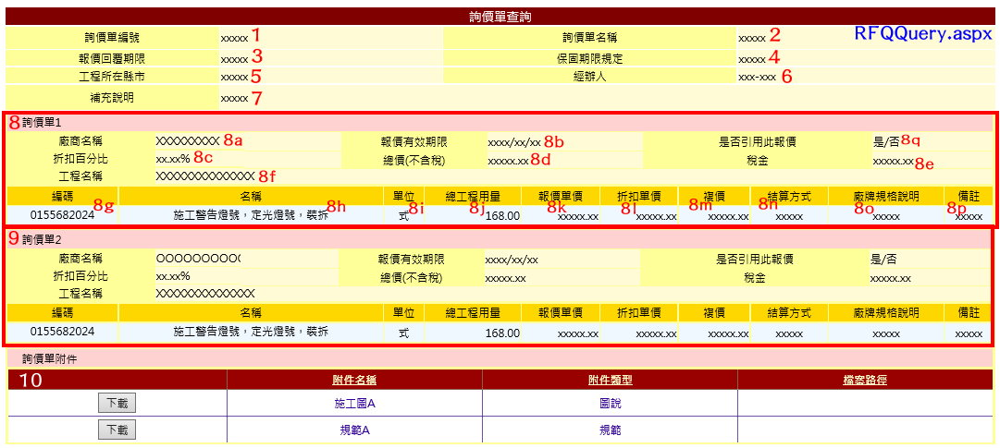 詢價單查詢
詢價單編號 xxxxx 1 詢價單名稱 xxxxx 2 RFQQuery.aspx
報價回覆期限 xxxxx 3 保固期限規定 xxxxx 4
工程所在縣市 xxxxx 5 經辦人 xxx-xxx 6
補充說明 xxxxx 7
8 詢價單1
廠商名稱 XXXXXXXXX 8a 報價有效期限 xxxx/xx/xx 8b 是否引用此報價 是/否 8q
折扣百分比 xx.xx% 8c 總價(不含稅) xxxxx.xx 8d 稅金 xxxxx.xx 8e
工程名稱 XXXXXXXXXXXXXX 8f
編碼 8g 名稱 8h 單位 8i 總工程用量 8j 報價單價 8k 折扣單價 8l 複價 8m 結算方式 8n 廠牌規格說明 8o 備註 8p
0155682024 施工警告燈號，定光燈號，裝拆 式 168.00 xxxxx.xx xxxxx.xx xxxxx.xx xxxxx xxxxx xxxxx
9 詢價單2
廠商名稱 OOOOOOOOOO 報價有效期限 xxxx/xx/xx 是否引用此報價 是/否
折扣百分比 xx.xx% 總價(不含稅) xxxxx.xx 稅金 xxxxx.xx
工程名稱 XXXXXXXXXXXXXX
編碼 名稱 單位 總工程用量 報價單價 折扣單價 複價 結算方式 廠牌規格說明 備註
0155682024 施工警告燈號，定光燈號，裝拆 式 168.00 xxxxx.xx xxxxx.xx xxxxx.xx xxxxx xxxxx xxxxx
詢價單附件
10 附件名稱 附件類型 檔案路徑
下載 施工圖A 圖說
下載 規範A 規範